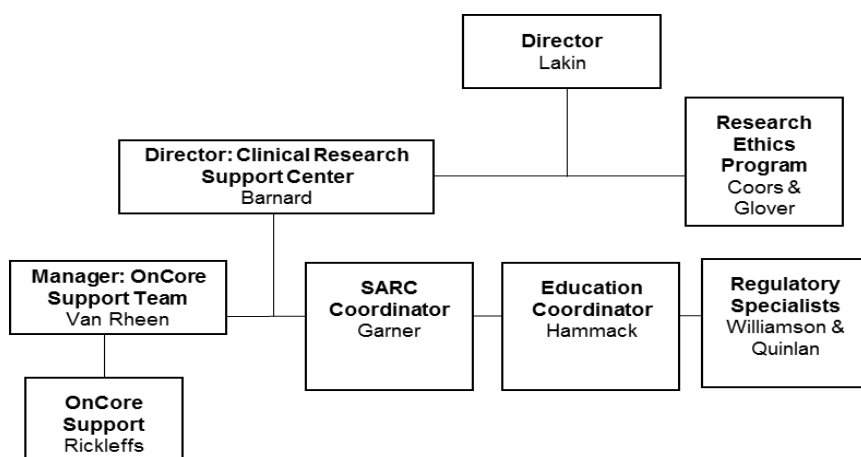 Director
Lakin
Director: Clinical Research
Support Center
Barnard
Research
Ethics
Program
Coors &
Glover
Manager: OnCore
Support Team
Van Rheen
SARC
Coordinator
Garner
Education
Coordinator
Hammack
Regulatory
Specialists
Williamson &
Quinlan
OnCore
Support
Rickleffs